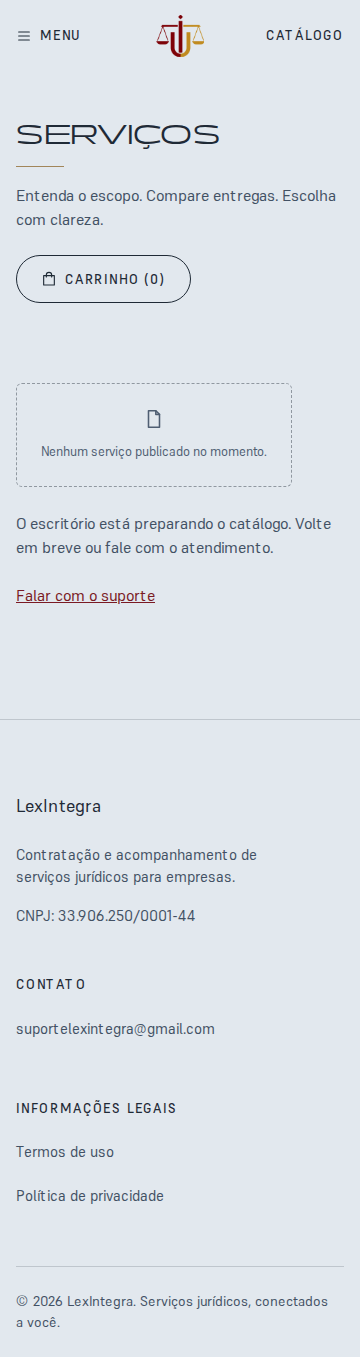 MENU
CATÁLOGO
SERVIÇOS
Entenda o escopo. Compare entregas. Escolha
com clareza.
CARRINHO (0)
Nenhum serviço publicado no momento.
O escritório está preparando o catálogo. Volte
em breve ou fale com o atendimento.
Falar com o suporte
LexIntegra
Contratação e acompanhamento de
serviços jurídicos para empresas.
CNPJ: 33.906.250/0001-44
CONTATO
suportelexintegra@gmail.com
INFORMAÇÕES LEGAIS
Termos de uso
Política de privacidade
© 2026 LexIntegra. Serviços jurídicos, conectados
a você.